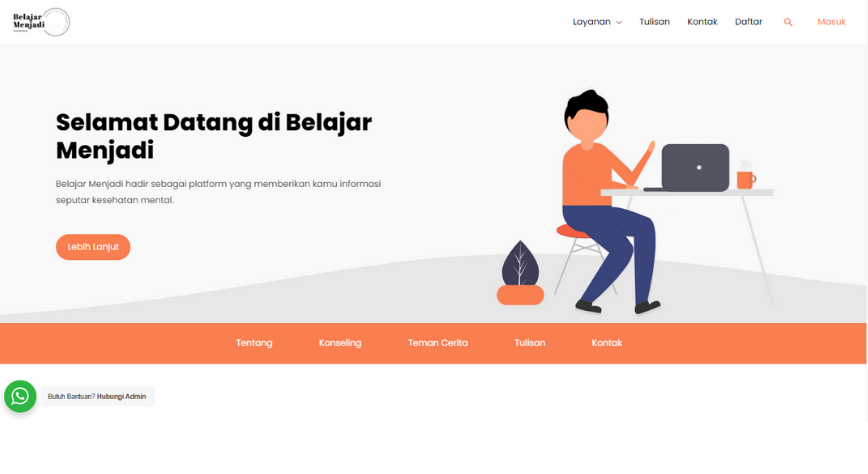 Belajar
Menjadi
Layanan
Tulisan
Kontak
Daftar
Masuk
Selamat Datang di Belajar
Menjadi
Belajar Menjadi hadir sebagai platform yang memberikan kamu informasi
seputar kesehatan mental.
Lebih Lanjut
Tentang
Konseling
Teman Cerita
Tulisan
Kontak
Butuh Bantuan? Hubungi Admin